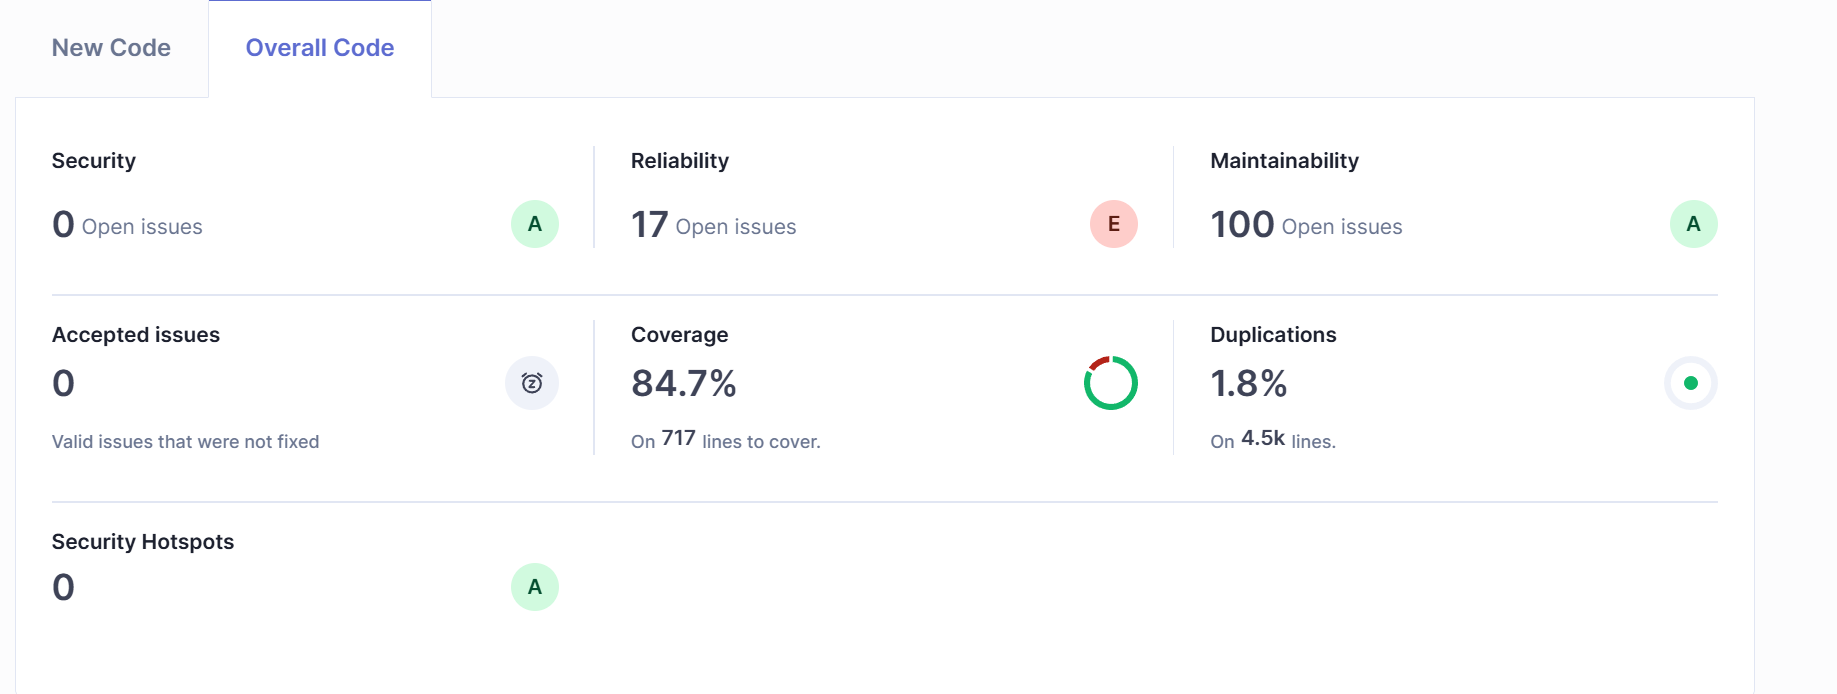 New Code
Overall Code
Security
0 Open issues
A
Reliability
17 Open issues
E
Maintainability
100 Open issues
A
Accepted issues
0
Valid issues that were not fixed
Coverage
84.7%
On 717 lines to cover.
Duplications
1.8%
On 4.5k lines.
Security Hotspots
0
A